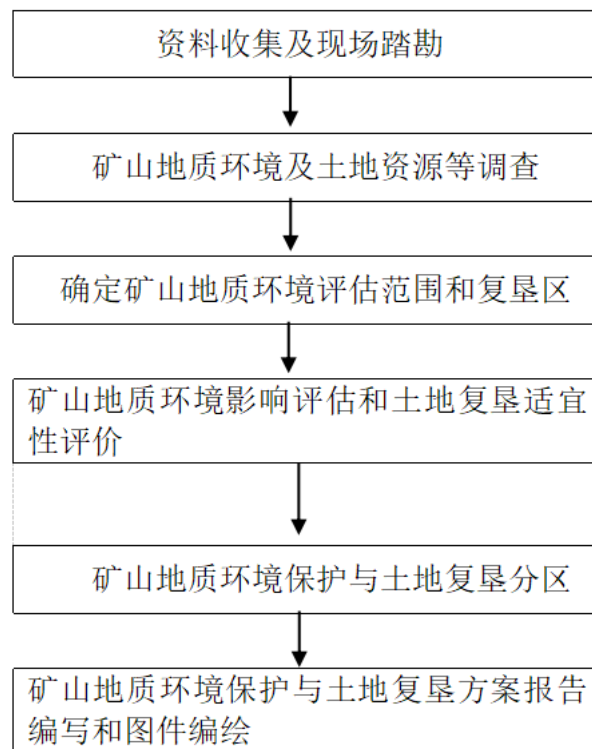 资料收集及现场踏勘
矿山地质环境及土地资源等调查
确定矿山地质环境评估范围和复垦区
矿山地质环境影响评估和土地复垦适宜
性评价
矿山地质环境保护与土地复垦分区
矿山地质环境保护与土地复垦方案报告
编写和图件编绘